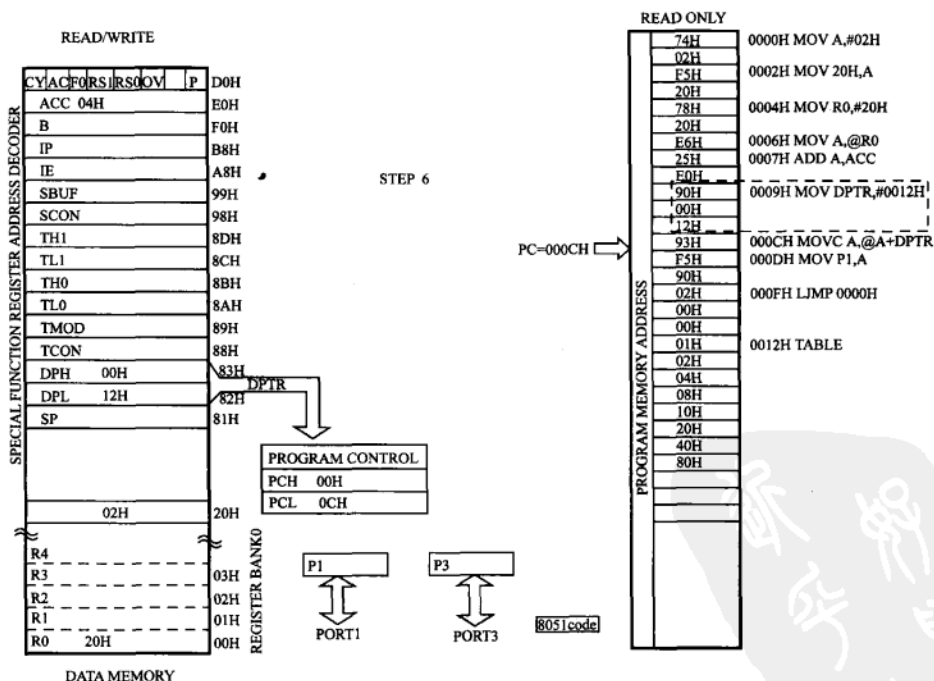 READ/WRITE
CY AC F0 RS1 RS0 OV P D0H
ACC 04H E0H
B F0H
IP B8H
IE A8H
SBUF 99H
SCON 98H
TH1 8DH
TL1 8CH
TH0 8BH
TL0 8AH
TMOD 89H
TCON 88H
DPH 00H 83H
DPL 12H 82H
SP 81H
02H 20H
R4
R3 03H
R2 02H
R1 01H
R0 20H 00H
DATA MEMORY
SPECIAL FUNCTION REGISTER ADDRESS DECODER
REGISTER BANK0
DPTR
PROGRAM CONTROL
PCH 00H
PCL 0CH
P1
PORT1
P3
PORT3
8051code
STEP 6
PC=000CH
READ ONLY
PROGRAM MEMORY ADDRESS
74H 0000H MOV A,#02H
02H
F5H 0002H MOV 20H,A
20H
78H 0004H MOV R0,#20H
20H
E6H 0006H MOV A,@R0
25H 0007H ADD A,ACC
E0H
90H 0009H MOV DPTR,#0012H
00H
12H
93H 000CH MOVC A,@A+DPTR
F5H 000DH MOV P1,A
90H
02H 000FH LJMP 0000H
00H
00H
01H 0012H TABLE
02H
04H
08H
10H
20H
40H
80H